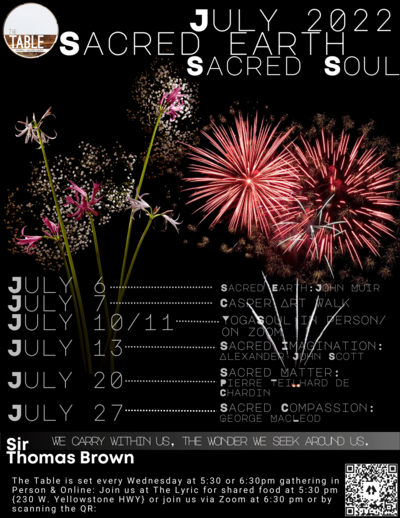 THE
TABLE
JULY 2022
SACRED EARTH
SACRED SOUL
JULY 6 SACRED EARTH: JOHN MUIR
JULY 7 CASPER ART WALK
JULY 10/11 YOGASOUL (IN PERSON/
ON ZOOM)
JULY 13 SACRED IMAGINATION:
ALEXANDER JOHN SCOTT
JULY 20 SACRED MATTER:
PIERRE TEILHARD DE
CHARDIN
JULY 27 SACRED COMPASSION:
GEORGE MACLEOD
WE CARRY WITHIN US, THE WONDER WE SEEK AROUND US.
Sir
Thomas Brown
The Table is set every Wednesday at 5:30 or 6:30pm gathering in
Person & Online: Join us at The Lyric for shared food at 5:30 pm
{230 W. Yellowstone HWY} or join us via Zoom at 6:30 pm or by
scanning the QR: